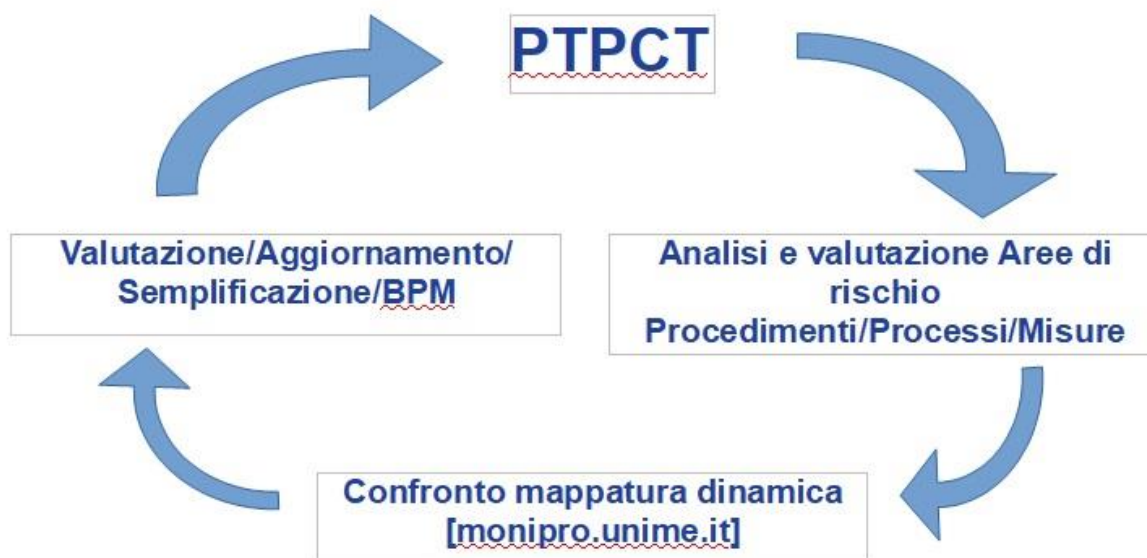 PTPCT
Analisi e valutazione Aree di
rischio
Procedimenti/Processi/Misure
Confronto mappatura dinamica
[monipro.unime.it]
Valutazione/Aggiornamento/
Semplificazione/BPM